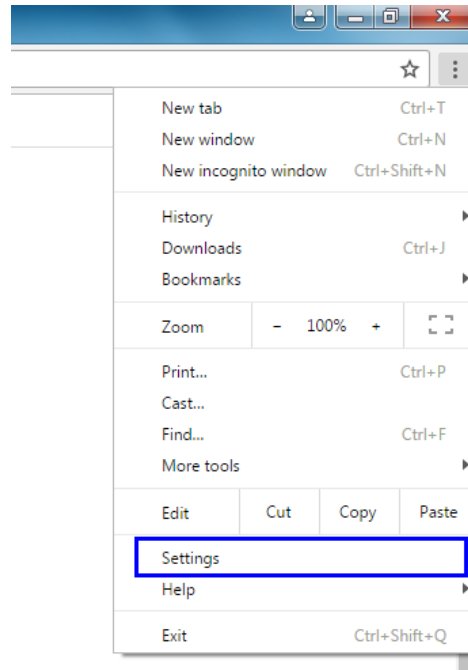 New tab Ctrl+T
New window Ctrl+N
New incognito window Ctrl+Shift+N
History
Downloads Ctrl+J
Bookmarks
Zoom - 100% +
Print... Ctrl+P
Cast...
Find... Ctrl+F
More tools
Edit Cut Copy Paste
Settings
Help
Exit Ctrl+Shift+Q